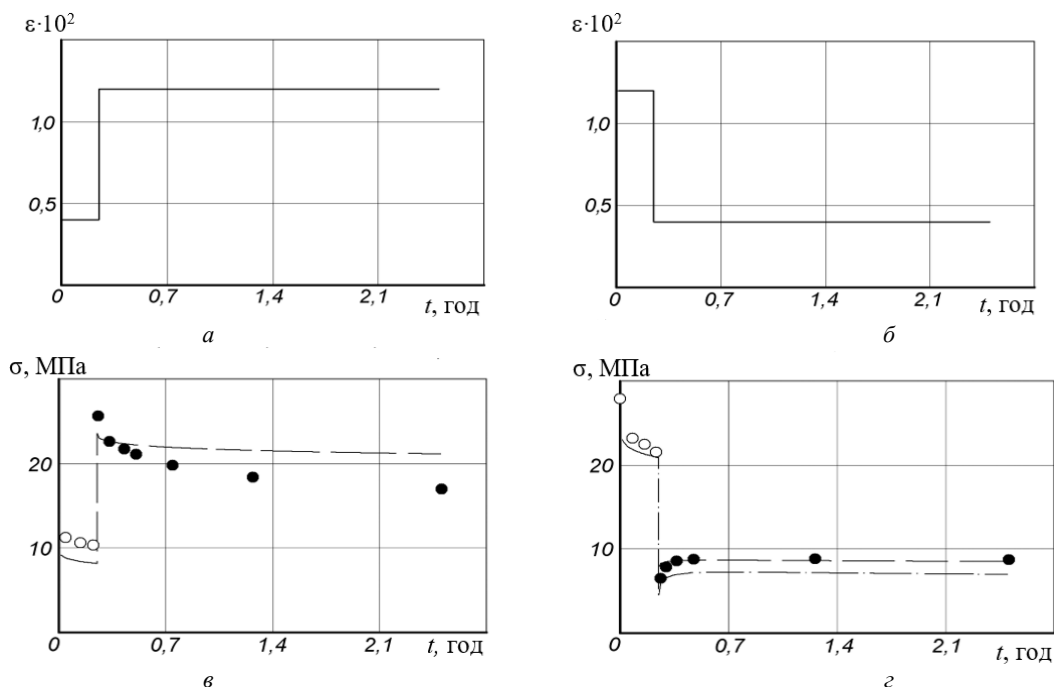 ε·10²
1,0
0,5
0
0,7
1,4
2,1
t, год
а
ε·10²
1,0
0,5
0
0,7
1,4
2,1
t, год
б
σ, МПа
20
10
0
0,7
1,4
2,1
t, год
в
σ, МПа
20
10
0
0,7
1,4
2,1
t, год
г